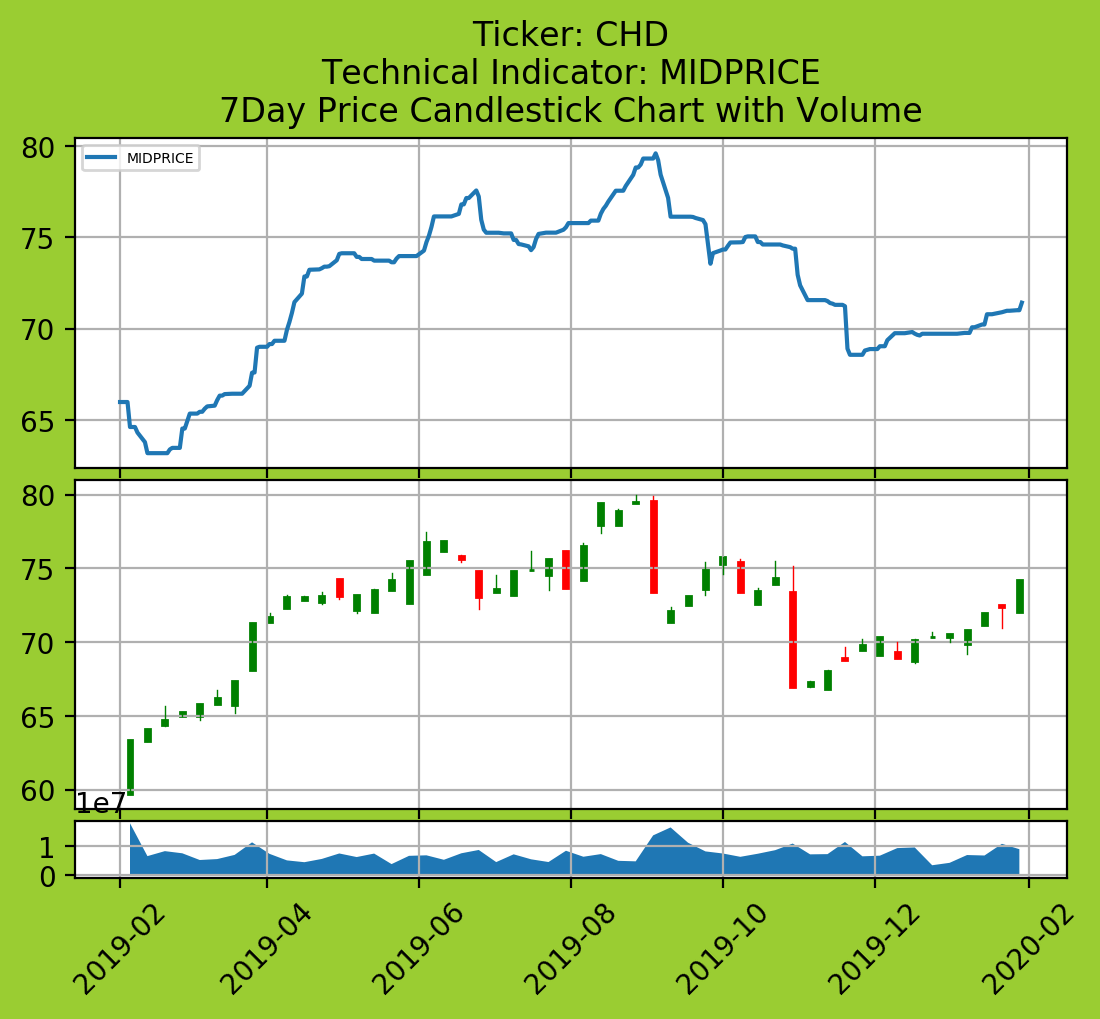 Ticker: CHD
Technical Indicator: MIDPRICE
7Day Price Candlestick Chart with Volume
80
MIDPRICE
75
70
65
80
75
70
65
60
1e7
1
0
2019-02 2019-04 2019-06 2019-08 2019-10 2019-12 2020-02